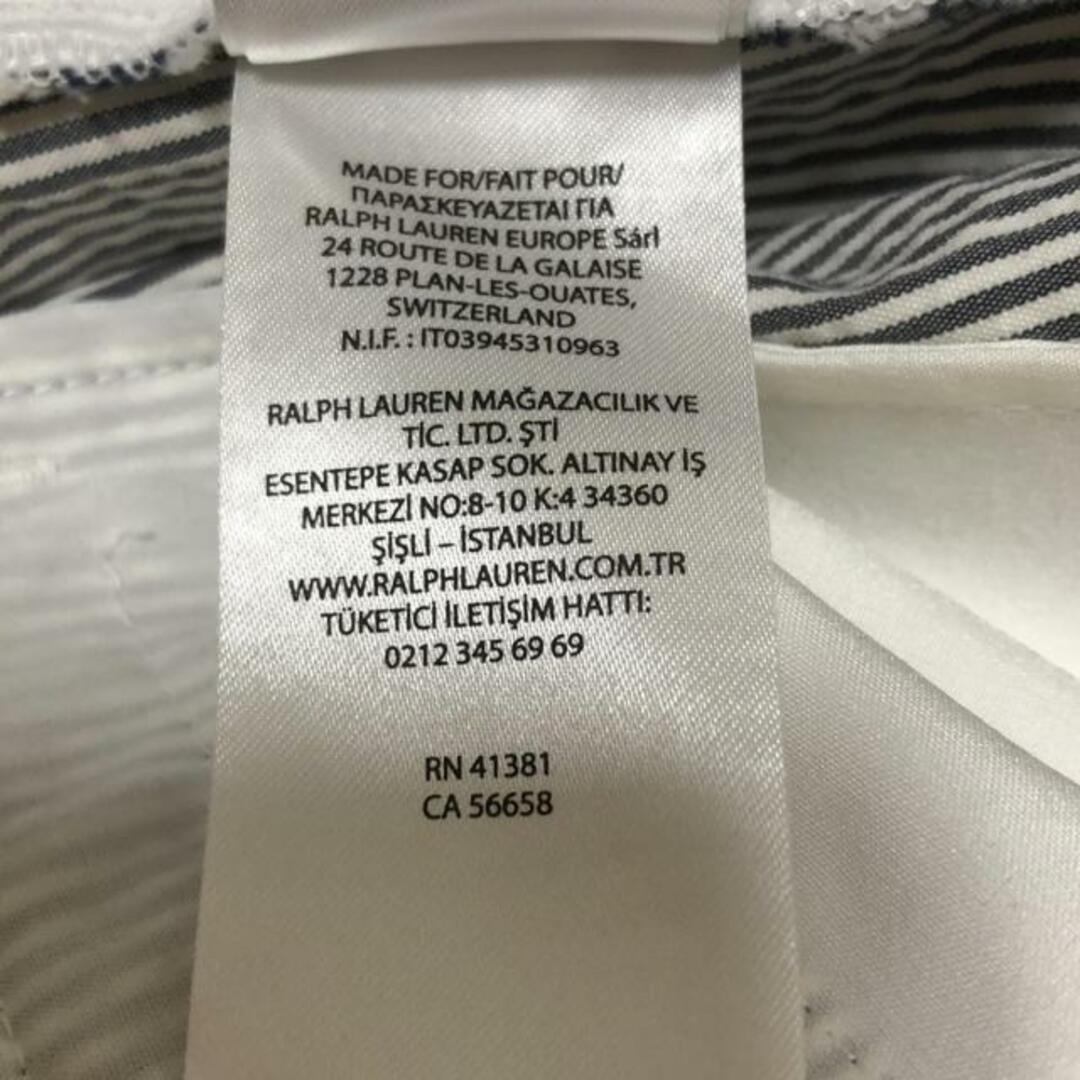 MADE FOR/FAIT POUR/
ΠΑΡΑΣΚΕΥΑΖΕΤΑΙ ΓΙΑ
RALPH LAUREN EUROPE Sárl
24 ROUTE DE LA GALAISE
1228 PLAN-LES-OUATES,
SWITZERLAND
N.I.F. : IT03945310963
RALPH LAUREN MAĞAZACILIK VE
TİC. LTD. ŞTİ
ESENTEPE KASAP SOK. ALTINAY İŞ
MERKEZİ NO:8-10 K:4 34360
ŞİŞLİ – İSTANBUL
WWW.RALPHLAUREN.COM.TR
TÜKETİCİ İLETİŞİM HATTI:
0212 345 69 69
RN 41381
CA 56658